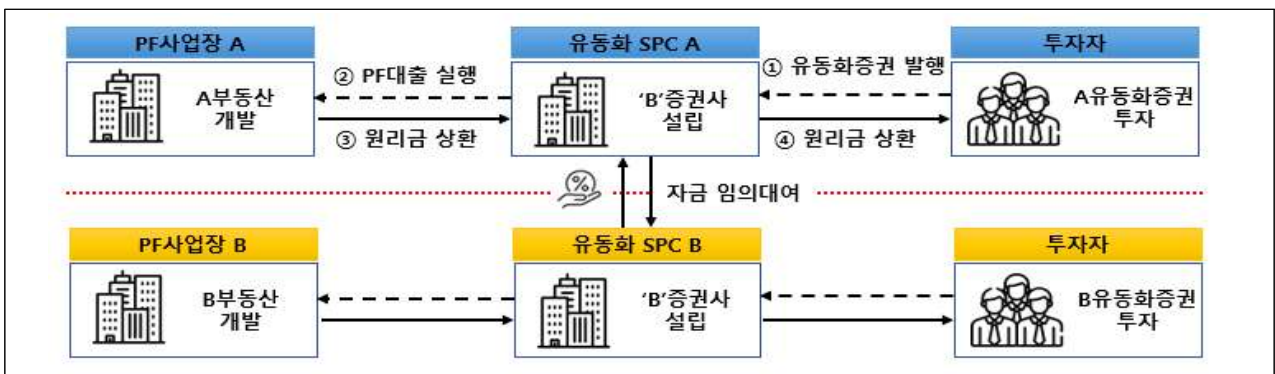 PF사업장 A
유동화 SPC A
투자자
A부동산
개발
② PF대출 실행
③ 원리금 상환
'B'증권사
설립
① 유동화증권 발행
④ 원리금 상환
A유동화증권
투자
%
자금 임의대여
PF사업장 B
유동화 SPC B
투자자
B부동산
개발
'B'증권사
설립
B유동화증권
투자